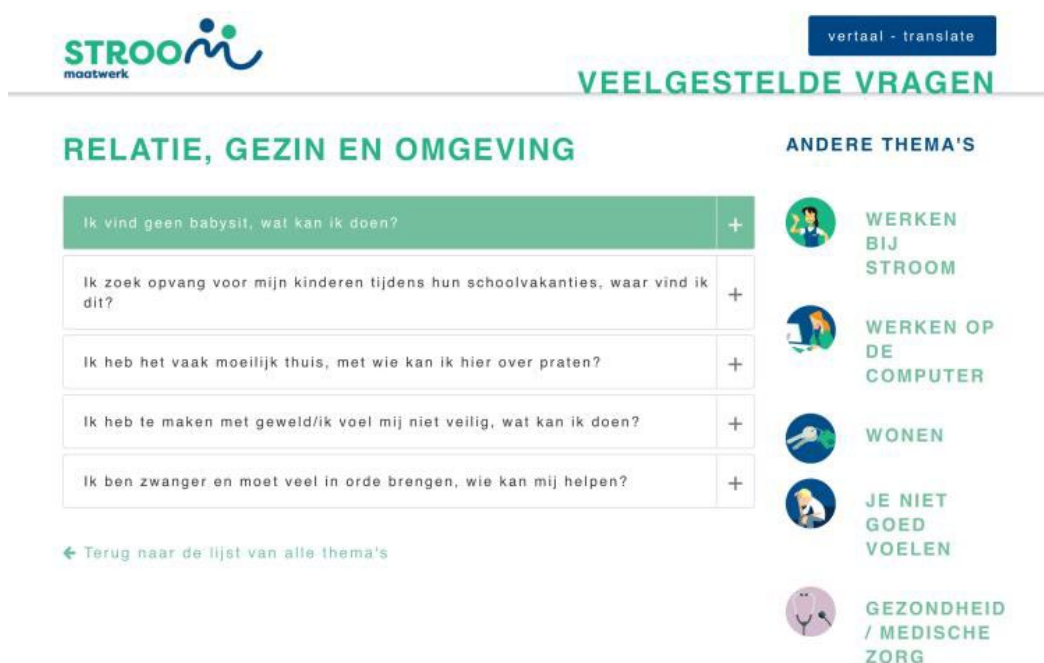 STROOM
maatwerk
vertaal - translate
VEELGESTELDE VRAGEN
RELATIE, GEZIN EN OMGEVING
Ik vind geen babysit, wat kan ik doen?
+
Ik zoek opvang voor mijn kinderen tijdens hun schoolvakanties, waar vind ik
dit?
+
Ik heb het vaak moeilijk thuis, met wie kan ik hier over praten?
+
Ik heb te maken met geweld/ik voel mij niet veilig, wat kan ik doen?
+
Ik ben zwanger en moet veel in orde brengen, wie kan mij helpen?
+
Terug naar de lijst van alle thema's
ANDERE THEMA'S
WERKEN
BIJ
STROOM
WERKEN OP
DE
COMPUTER
WONEN
JE NIET
GOED
VOELEN
GEZONDHEID
/ MEDISCHE
ZORG